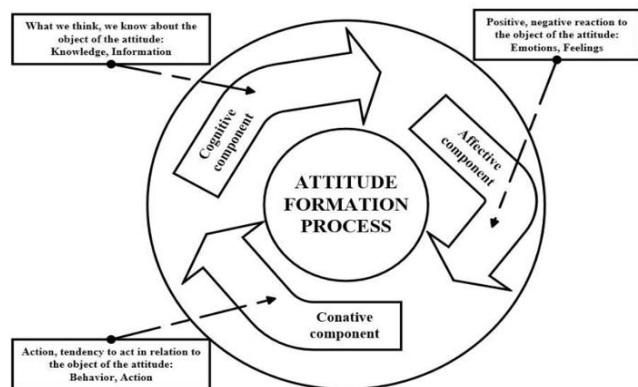 What we think, we know about the
object of the attitude:
Knowledge, Information
Positive, negative reaction to
the object of the attitude:
Emotions, Feelings
Cognitive
component
Affective
component
ATTITUDE
FORMATION
PROCESS
Conative
component
Action, tendency to act in relation to
the object of the attitude:
Behavior, Action